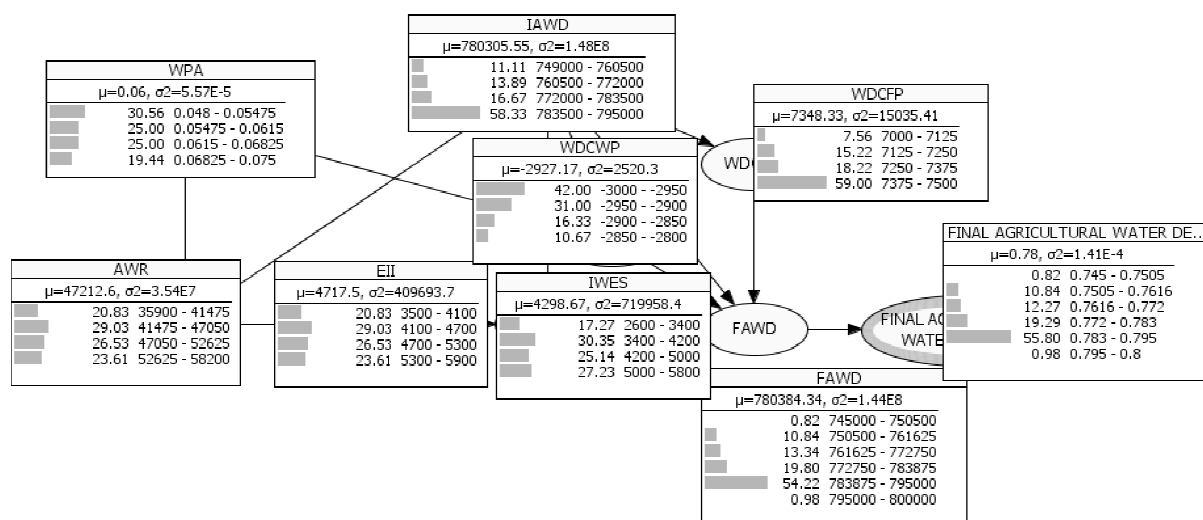 IAWD
μ=780305.55, σ2=1.48E8
11.11 749000 - 760500
13.89 760500 - 772000
16.67 772000 - 783500
58.33 783500 - 795000
WPA
μ=0.06, σ2=5.57E-5
30.56 0.048 - 0.05475
25.00 0.05475 - 0.0615
25.00 0.0615 - 0.06825
19.44 0.06825 - 0.075
WDCFP
μ=7348.33, σ2=15035.41
7.56 7000 - 7125
15.22 7125 - 7250
18.22 7250 - 7375
59.00 7375 - 7500
WDCWP
μ=-2927.17, σ2=2520.3
42.00 -3000 - -2950
31.00 -2950 - -2900
16.33 -2900 - -2850
10.67 -2850 - -2800
WDC
FINAL AGRICULTURAL WATER DE...
μ=0.78, σ2=1.41E-4
0.82 0.745 - 0.7505
10.84 0.7505 - 0.7616
12.27 0.7616 - 0.772
19.29 0.772 - 0.783
55.80 0.783 - 0.795
0.98 0.795 - 0.8
AWR
μ=47212.6, σ2=3.54E7
20.83 35900 - 41475
29.03 41475 - 47050
26.53 47050 - 52625
23.61 52625 - 58200
EII
μ=4717.5, σ2=409693.7
20.83 3500 - 4100
29.03 4100 - 4700
26.53 4700 - 5300
23.61 5300 - 5900
IWES
μ=4298.67, σ2=719958.4
17.27 2600 - 3400
30.35 3400 - 4200
25.14 4200 - 5000
27.23 5000 - 5800
FAWD
FINAL AG
WATE
FAWD
μ=780384.34, σ2=1.44E8
0.82 745000 - 750500
10.84 750500 - 761625
13.34 761625 - 772750
19.80 772750 - 783875
54.22 783875 - 795000
0.98 795000 - 800000